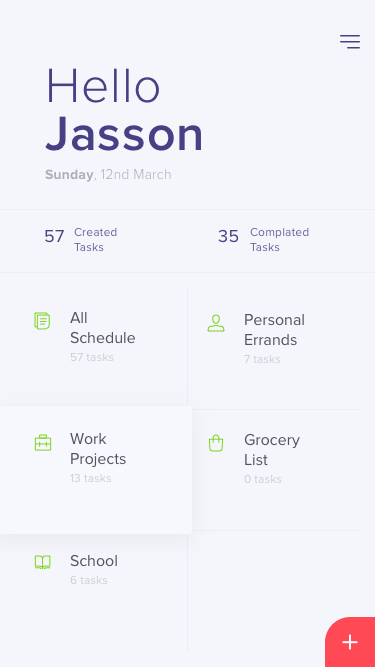 Hello
Jasson
Sunday, 12nd March
57 Created
Tasks
35 Complated
Tasks
All
Schedule
57 tasks
Personal
Errands
7 tasks
Work
Projects
13 tasks
Grocery
List
0 tasks
School
6 tasks
+